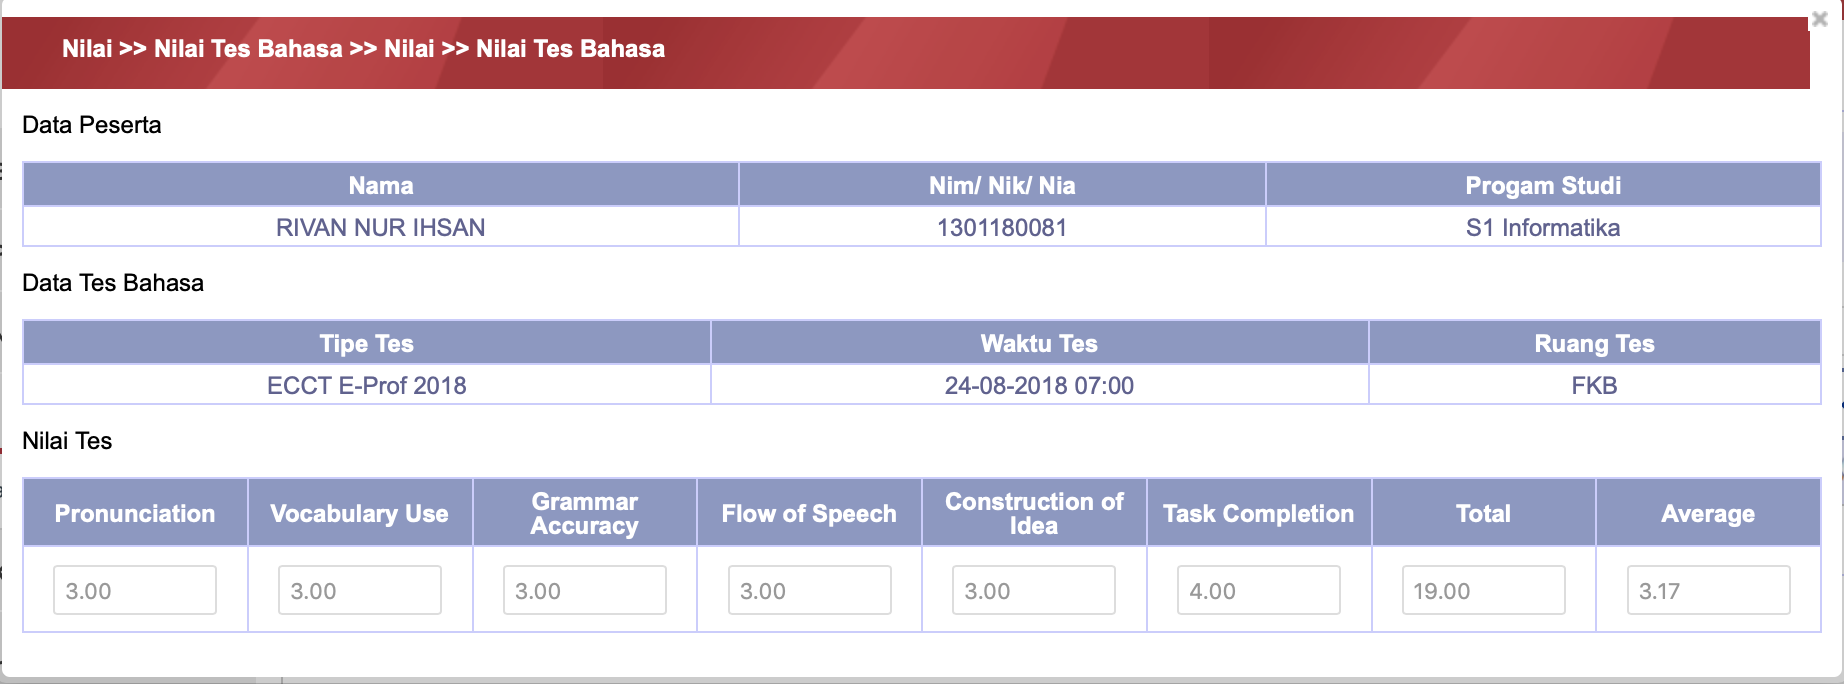 Nilai >> Nilai Tes Bahasa >> Nilai >> Nilai Tes Bahasa
Data Peserta
Nama Nim/ Nik/ Nia Progam Studi
RIVAN NUR IHSAN 1301180081 S1 Informatika
Data Tes Bahasa
Tipe Tes Waktu Tes Ruang Tes
ECCT E-Prof 2018 24-08-2018 07:00 FKB
Nilai Tes
Pronunciation Vocabulary Use Grammar Accuracy Flow of Speech Construction of Idea Task Completion Total Average
3.00 3.00 3.00 3.00 3.00 4.00 19.00 3.17